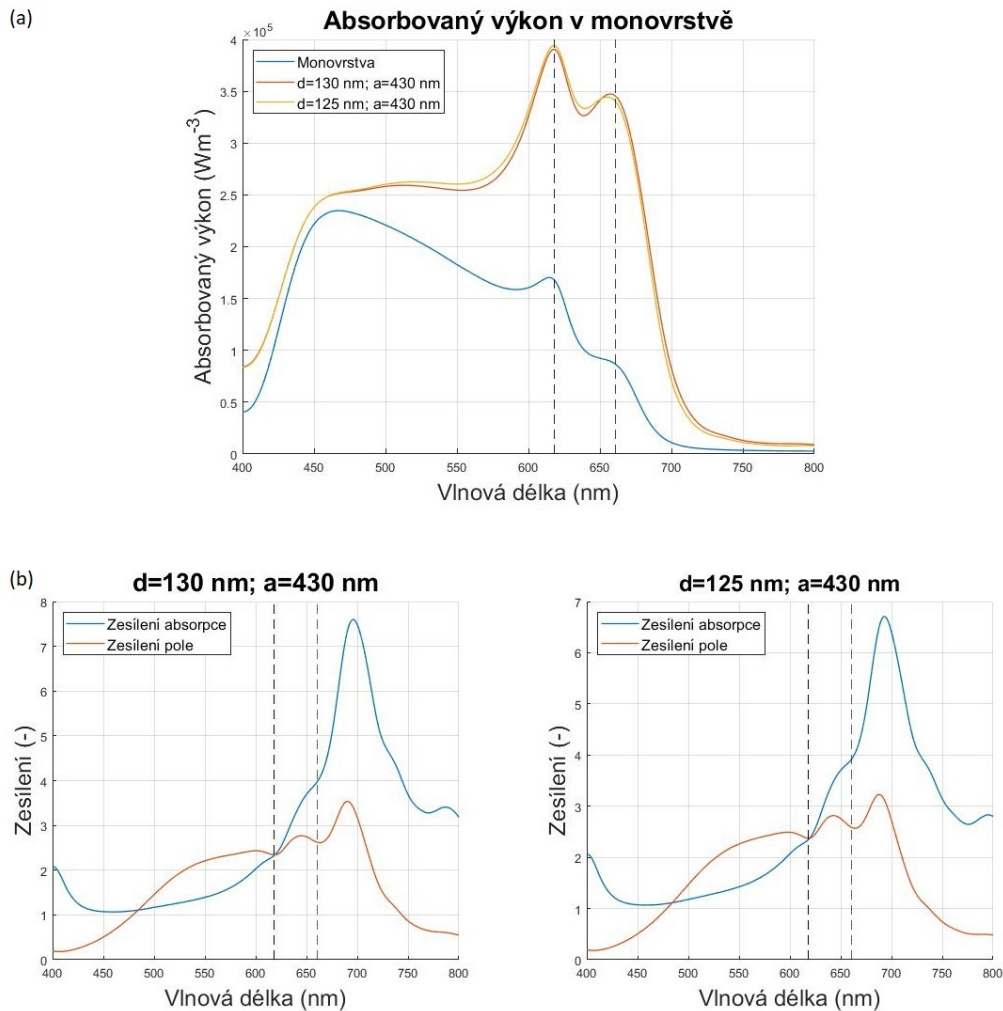 (a)
Absorbovaný výkon v monovrstvě
×10^5
Monovrstva
d=130 nm; a=430 nm
d=125 nm; a=430 nm
Absorbovaný výkon (Wm^-3)
4
3.5
3
2.5
2
1.5
1
0.5
0
400 450 500 550 600 650 700 750 800
Vlnová délka (nm)
(b)
d=130 nm; a=430 nm
Zesílení absorpce
Zesílení pole
Zesílení (-)
8
7
6
5
4
3
2
1
0
400 450 500 550 600 650 700 750 800
Vlnová délka (nm)
d=125 nm; a=430 nm
Zesílení absorpce
Zesílení pole
Zesílení (-)
7
6
5
4
3
2
1
0
400 450 500 550 600 650 700 750 800
Vlnová délka (nm)